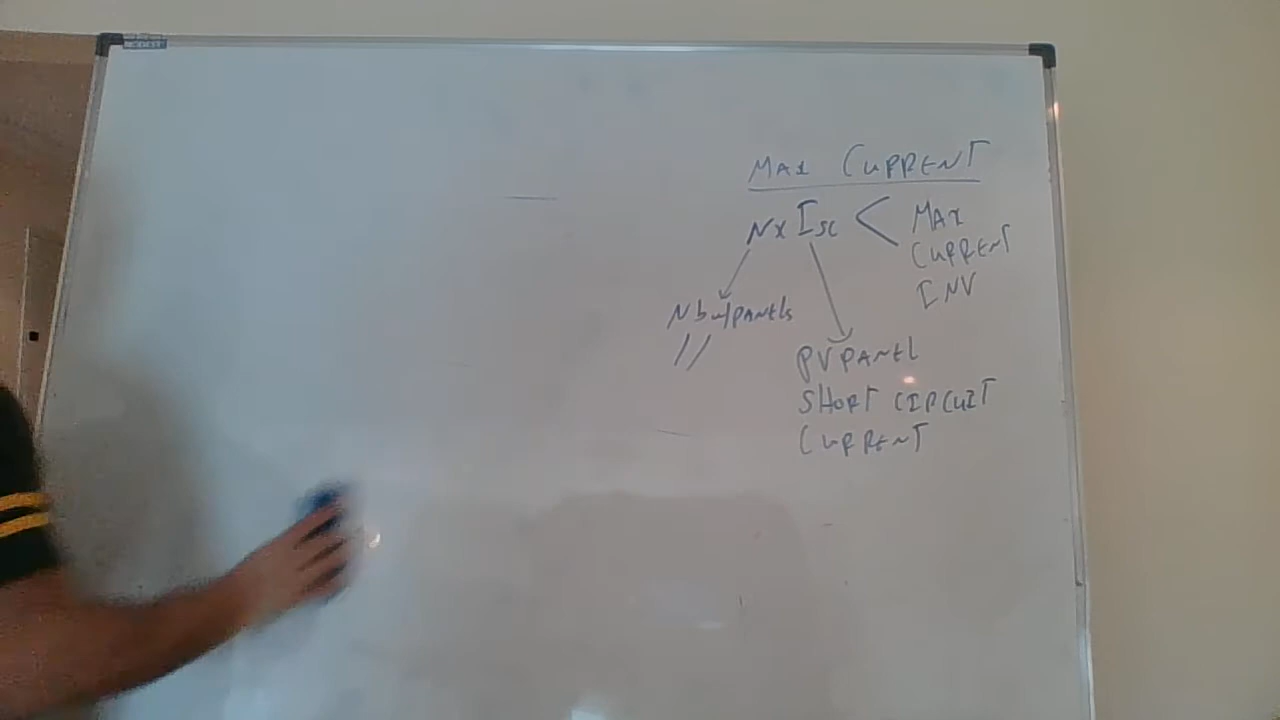 MAX CURRENT
N x Isc < MAX
CURRENT
INV
Nb of panels
//
PV PANEL
SHORT CIRCUIT
CURRENT